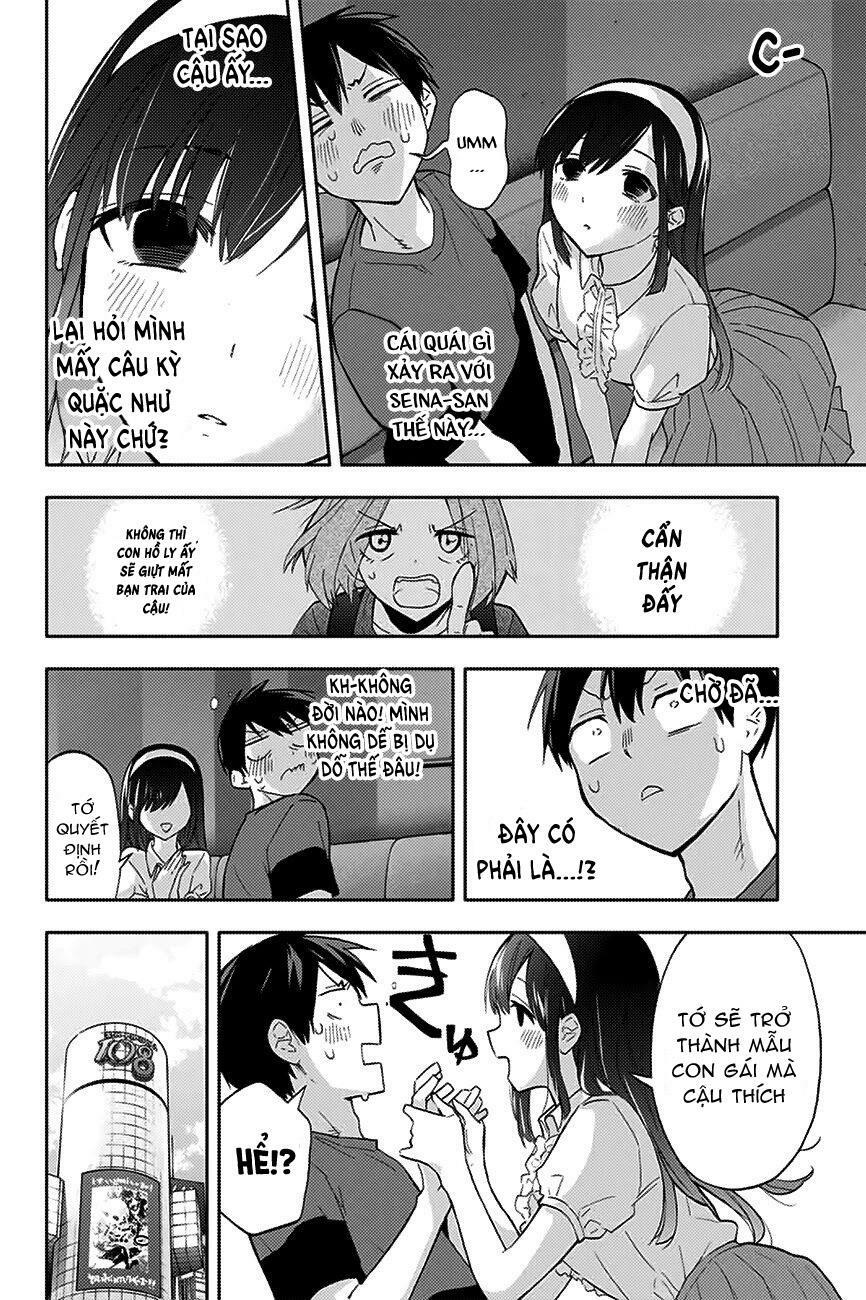 TẠI SAO
CẬU ẤY...
LẠI HỎI MÌNH
MẤY CÂU KỲ
QUẶC NHƯ
NÀY CHỨ?
C-
UMM
...
CÁI QUÁI GÌ
XẢY RA VỚI
SEINA-SAN
THẾ NÀY...
KHÔNG THÌ
CON HỒ LY ẤY
SẼ GIỰT MẤT
BẠN TRAI CỦA
CẬU!
CẨN
THẬN
ĐẤY
KH-KHÔNG
ĐỜI NÀO! MÌNH
KHÔNG DỄ BỊ DỤ
DỖ THẾ ĐÂU!
TỚ
QUYẾT
ĐỊNH
RỒI!
CHỜ ĐÃ...
ĐÂY CÓ
PHẢI LÀ...!?
108
きゅ
TỚ SẼ TRỞ
THÀNH MẪU
CON GÁI MÀ
CẬU THÍCH
HỂ!?